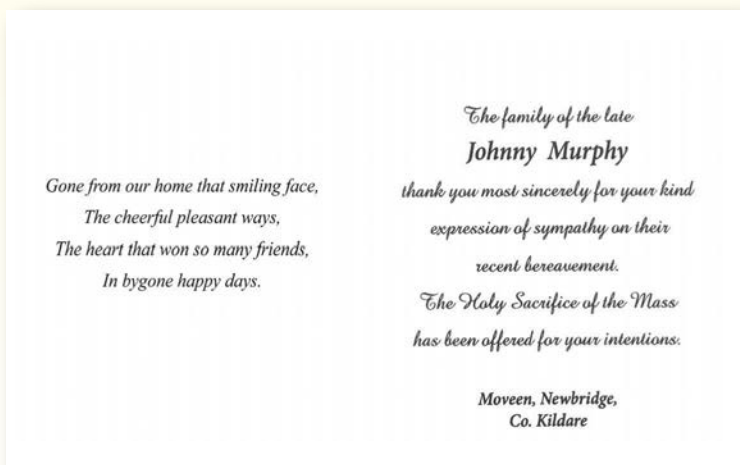 Gone from our home that smiling face,
The cheerful pleasant ways,
The heart that won so many friends,
In bygone happy days.
The family of the late
Johnny Murphy
thank you most sincerely for your kind
expression of sympathy on their
recent bereavement.
The Holy Sacrifice of the Mass
has been offered for your intentions.
Moveen, Newbridge,
Co. Kildare